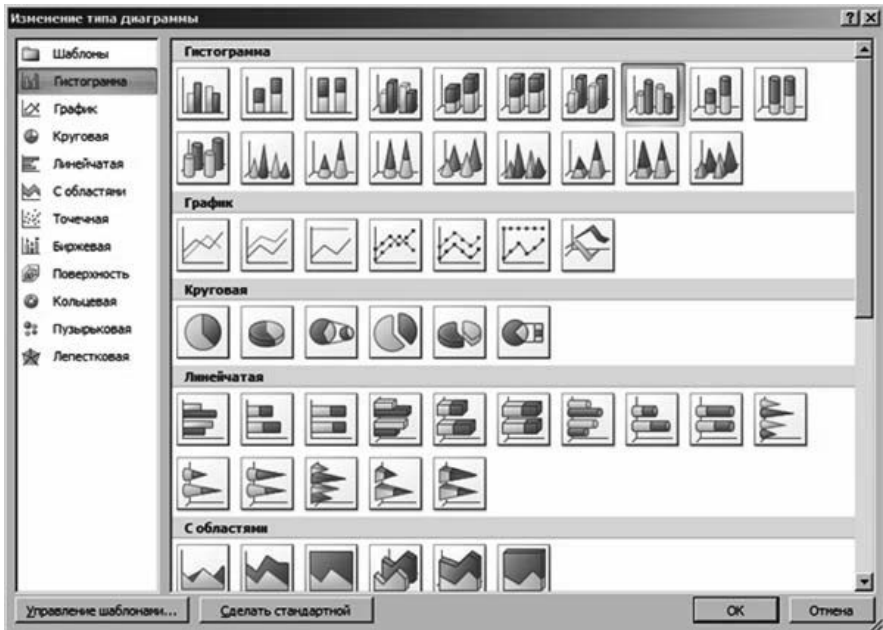 Изменение типа диаграммы
Шаблоны
Гистограмма
График
Круговая
Линейчатая
С областями
Точечная
Биржевая
Поверхность
Кольцевая
Пузырьковая
Лепестковая
Гистограмма
График
Круговая
Линейчатая
С областями
Управление шаблонами...
Сделать стандартной
ОК
Отмена